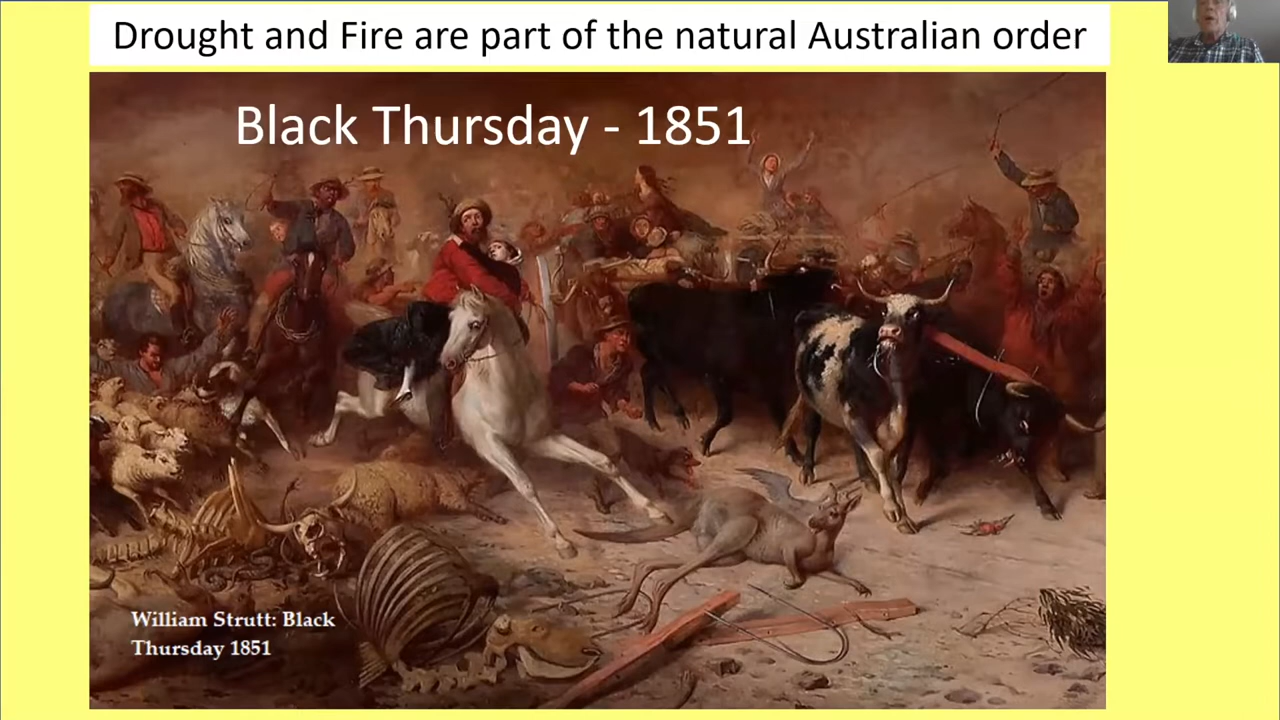 Drought and Fire are part of the natural Australian order
Black Thursday - 1851
William Strutt: Black
Thursday 1851